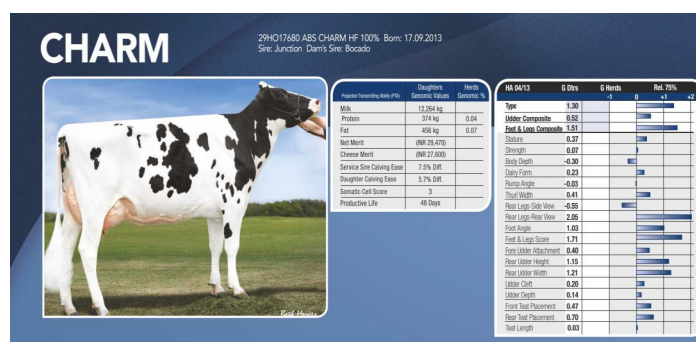 CHARM
29HO17680 ABS CHARM HF 100% Born: 17.09.2013
Sire: Junction Dam's Sire: Bocado
Projected Transmitting Ability (PTA) Daughters Genomic Values Herds Genomic %
Milk 12,264 kg
Protein 374 kg 0.04
Fat 456 kg 0.07
Net Merit (INR 29,470)
Cheese Merit (INR 27,600)
Service Sire Calving Ease 7.5% Diff.
Daughter Calving Ease 5.7% Diff.
Somatic Cell Score 3
Productive Life 48 Days
HA 04/13 G Dtrs G Herds Rel. 75%
-1 0 +1 +2
Type 1.30
Udder Composite 0.52
Feet & Legs Composite 1.51
Stature 0.37
Strength 0.07
Body Depth -0.30
Dairy Form 0.23
Rump Angle -0.03
Thurl Width 0.41
Rear Legs-Side View -0.55
Rear Legs-Rear View 2.05
Foot Angle 1.03
Feet & Legs Score 1.71
Fore Udder Attachment 0.40
Rear Udder Height 1.15
Rear Udder Width 1.21
Udder Cleft 0.20
Udder Depth 0.14
Front Teat Placement 0.47
Rear Teat Placement 0.70
Teat Length 0.03